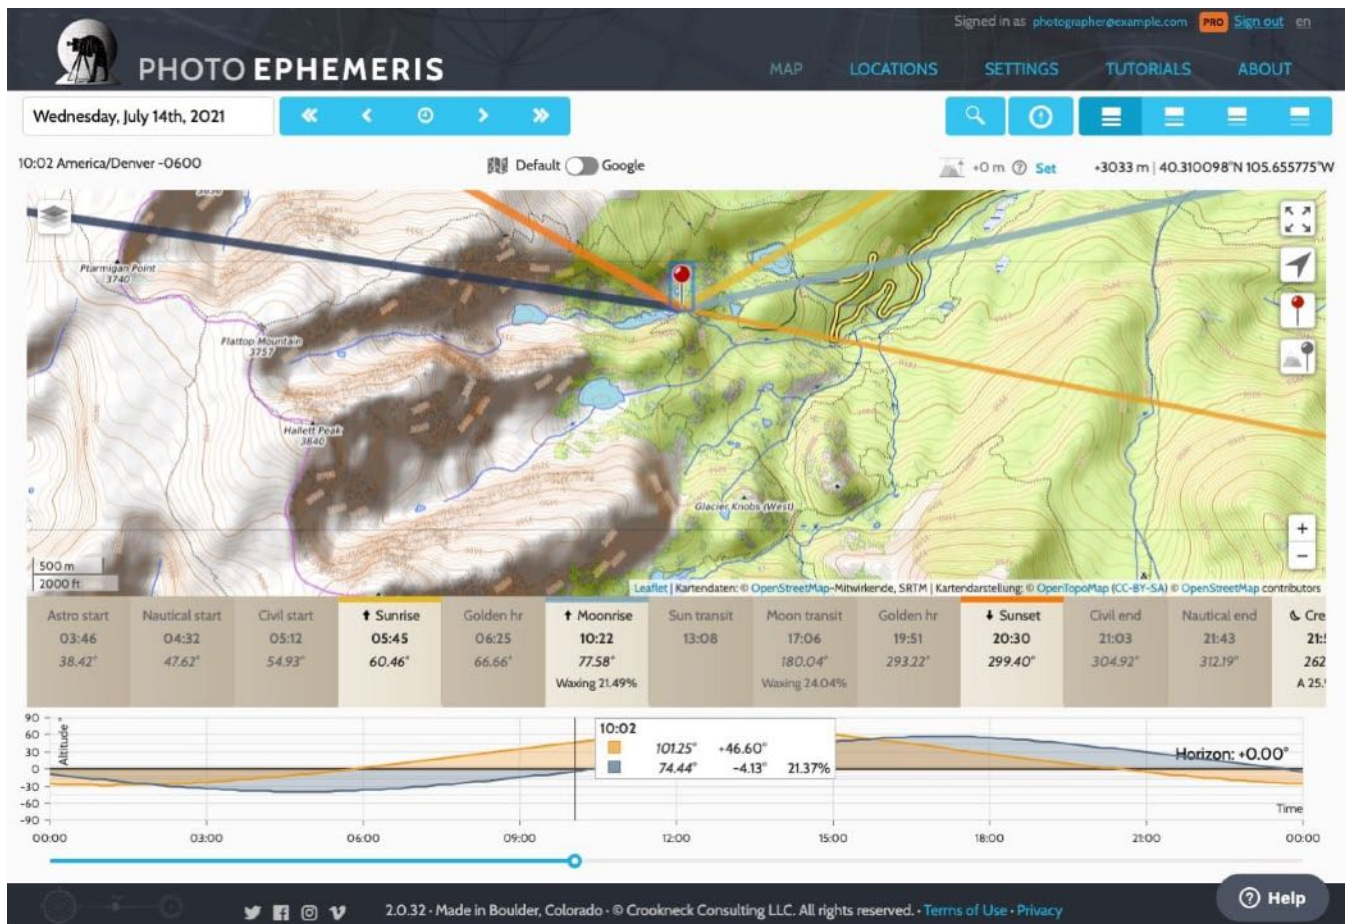 Signed in as photographer@example.com PRO Sign out en
PHOTO EPHEMERIS
MAP LOCATIONS SETTINGS TUTORIALS ABOUT
Wednesday, July 14th, 2021
10:02 America/Denver -0600
Default Google
+0 m Set
+3033 m | 40.310098°N 105.655775°W
Ptarmigan Point
3740
Flattop Mountain
3757
Hallett Peak
3840
Glacier Knobs (West)
500 m
2000 ft
+
−
Leaflet | Kartendaten: © OpenStreetMap-Mitwirkende, SRTM | Kartendarstellung: © OpenTopoMap (CC-BY-SA) © OpenStreetMap contributors
Astro start
03:46
38.42°
Nautical start
04:32
47.62°
Civil start
05:12
54.93°
Sunrise
05:45
60.46°
Golden hr
06:25
66.66°
Moonrise
10:22
77.58°
Waxing 21.49%
Sun transit
13:08
Moon transit
17:06
180.04°
Waxing 24.04%
Golden hr
19:51
293.22°
Sunset
20:30
299.40°
Civil end
21:03
304.92°
Nautical end
21:43
312.19°
Cre
21:
262
A 25.
90
60
30
0
-30
-60
-90
Altitude °
10:02
101.25° +46.60°
74.44° -4.13° 21.37%
Horizon: +0.00°
Time
00:00 03:00 06:00 09:00 12:00 15:00 18:00 21:00 00:00
2.0.32 · Made in Boulder, Colorado · © Crookneck Consulting LLC. All rights reserved. · Terms of Use · Privacy
Help